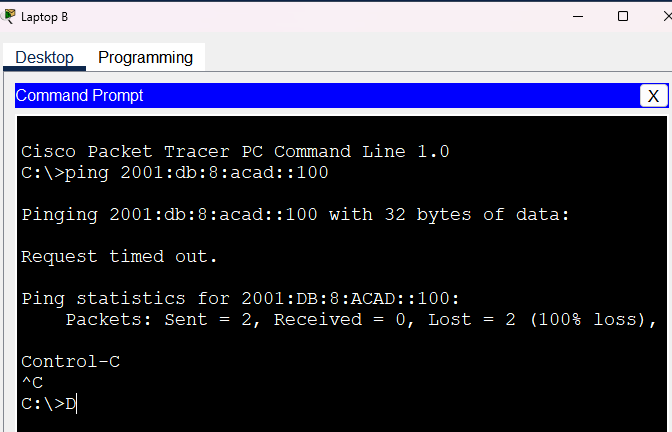 Laptop B
Desktop Programming
Command Prompt X
Cisco Packet Tracer PC Command Line 1.0
C:\>ping 2001:db:8:acad::100
Pinging 2001:db:8:acad::100 with 32 bytes of data:
Request timed out.
Ping statistics for 2001:DB:8:ACAD::100:
Packets: Sent = 2, Received = 0, Lost = 2 (100% loss),
Control-C
^C
C:\>D